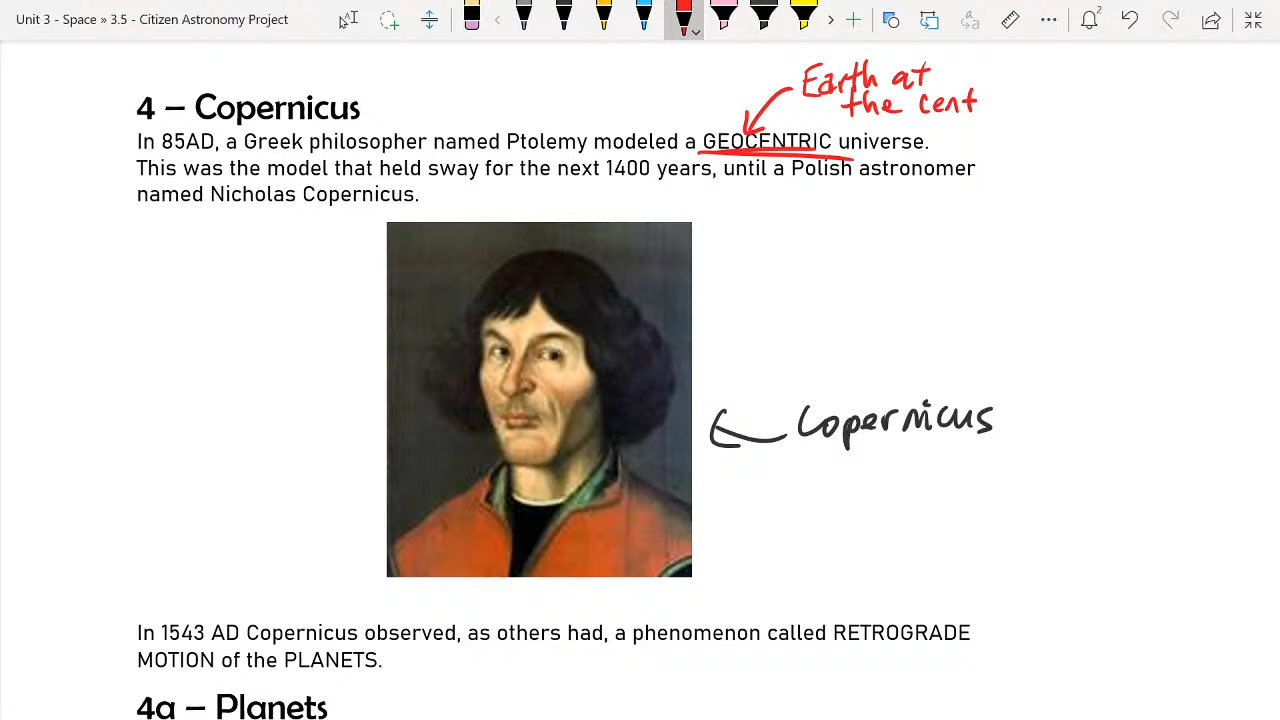 Unit 3 - Space » 3.5 - Citizen Astronomy Project
2
Earth at
the cent
4 – Copernicus
In 85AD, a Greek philosopher named Ptolemy modeled a GEOCENTRIC universe.
This was the model that held sway for the next 1400 years, until a Polish astronomer
named Nicholas Copernicus.
Copernicus
In 1543 AD Copernicus observed, as others had, a phenomenon called RETROGRADE
MOTION of the PLANETS.
4a – Planets